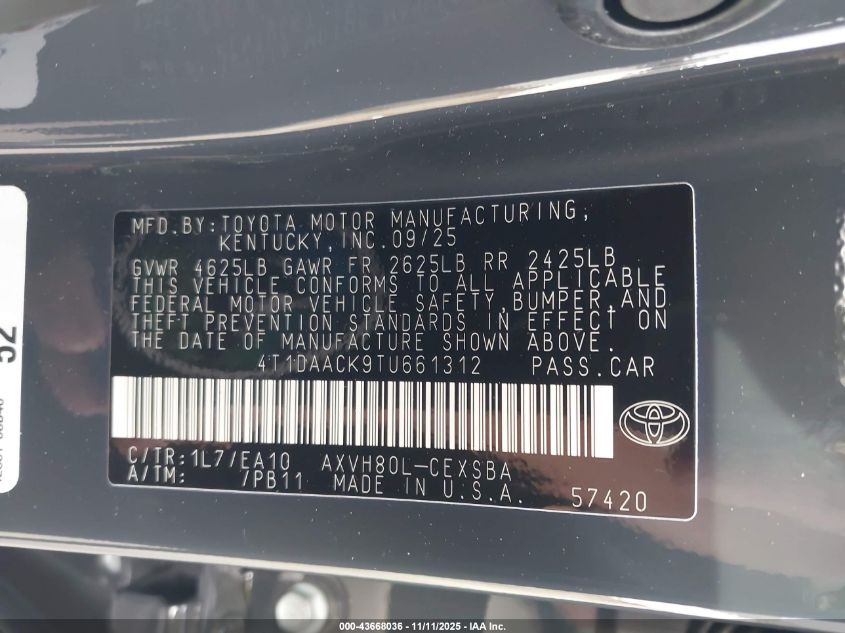 MFD.BY:TOYOTA MOTOR MANUFACTURING,
KENTUCKY, INC.09/25
GVWR 4625LB GAWR FR 2625LB RR 2425LB
THIS VEHICLE CONFORMS TO ALL APPLICABLE
FEDERAL MOTOR VEHICLE SAFETY,BUMPER,AND
THEFT PREVENTION STANDARDS IN EFFECT ON
THE DATE OF MANUFACTURE SHOWN ABOVE.
4T1DAACK9TU661312 PASS.CAR
C/TR:1L7/EA10 AXVH80L-CEXSBA
A/TM: /PB11 MADE IN U.S.A. 57420
52
000-43668036 - 11/11/2025 - IAA Inc.